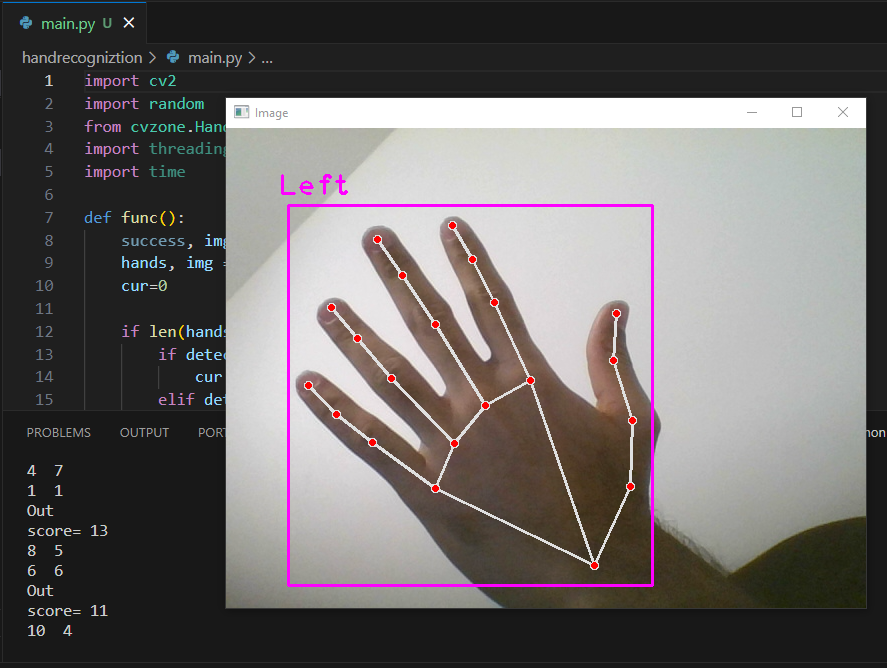 main.py U
handrecogniztion > main.py > ...
1 import cv2
2 import random
3 from cvzone.Han
4 import threading
5 import time
6
7 def func():
8 success, img
9 hands, img =
10 cur=0
11
12 if len(hands
13 if detec
14 cur
15 elif det
Image
Left
PROBLEMS OUTPUT PORT
hon
4 7
1 1
Out
score= 13
8 5
6 6
Out
score= 11
10 4